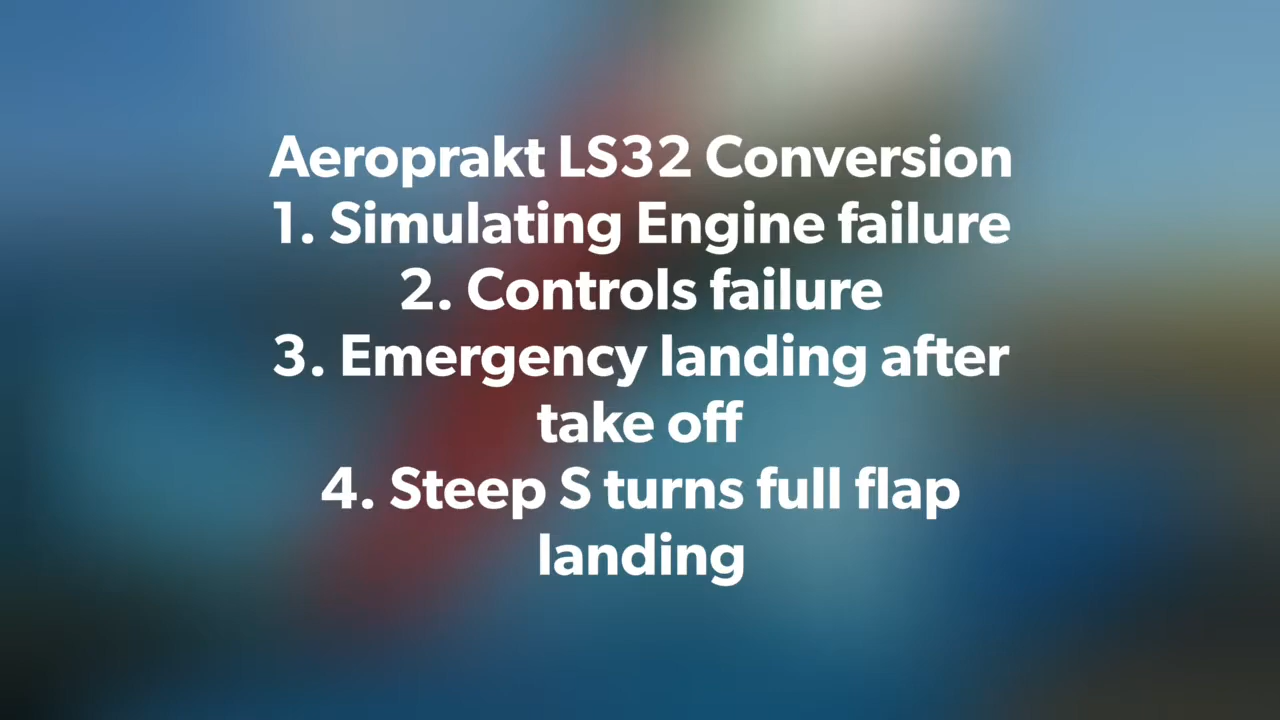 Aeroprakt LS32 Conversion
1. Simulating Engine failure
2. Controls failure
3. Emergency landing after
take off
4. Steep S turns full flap
landing